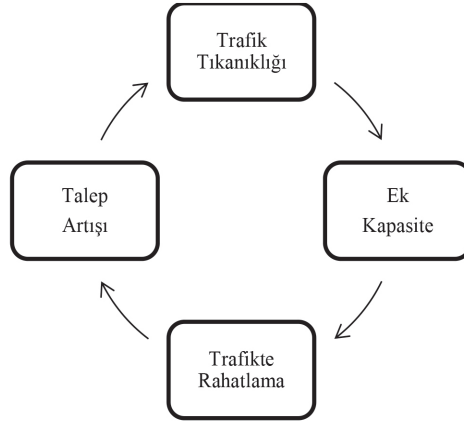 Trafik
Tıkanıklığı
Talep
Artışı
Ek
Kapasite
Trafikte
Rahatlama